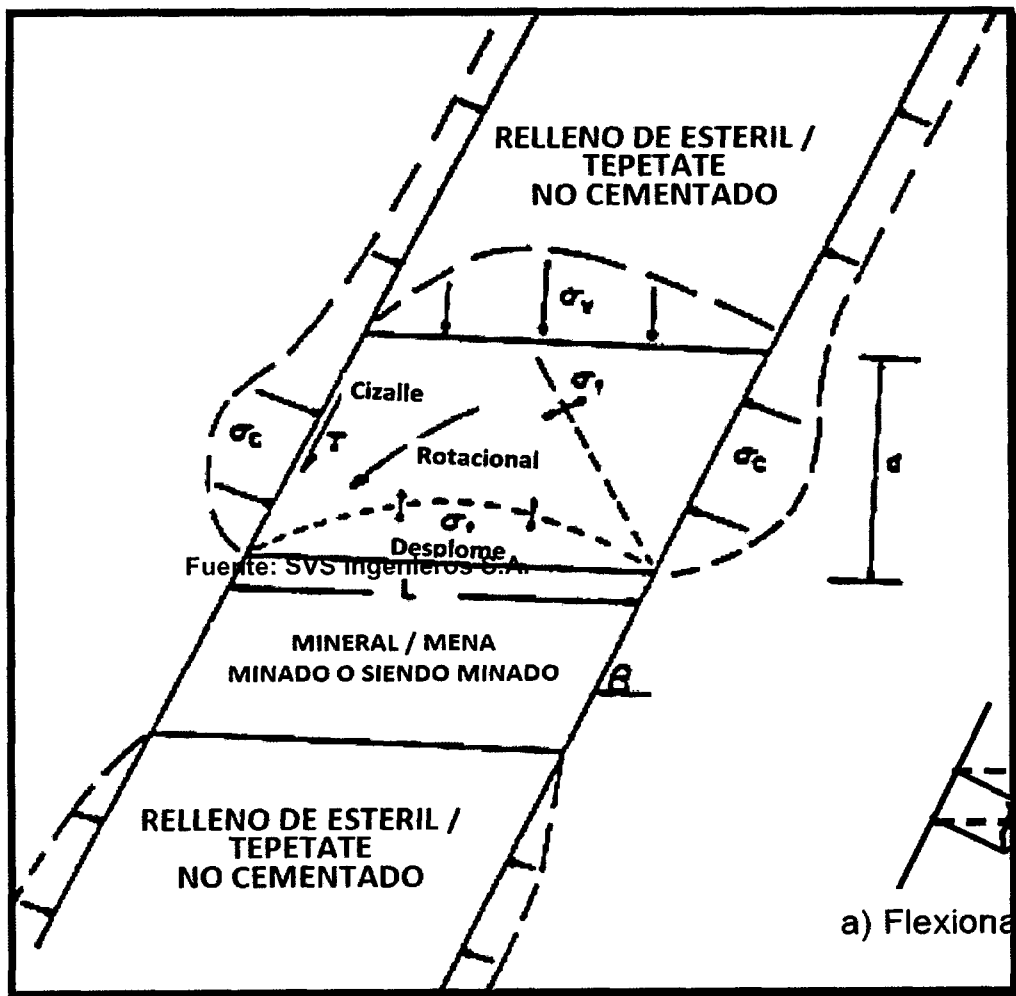 RELLENO DE ESTERIL /
TEPETATE
NO CEMENTADO
σv
Cizalle
σt
σc
T
Rotacional
σc
d
σt
Desplome
Fuente: SVS Ingenieros S.A.
L
MINERAL / MENA
MINADO O SIENDO MINADO
β
RELLENO DE ESTERIL /
TEPETATE
NO CEMENTADO
a) Flexiona